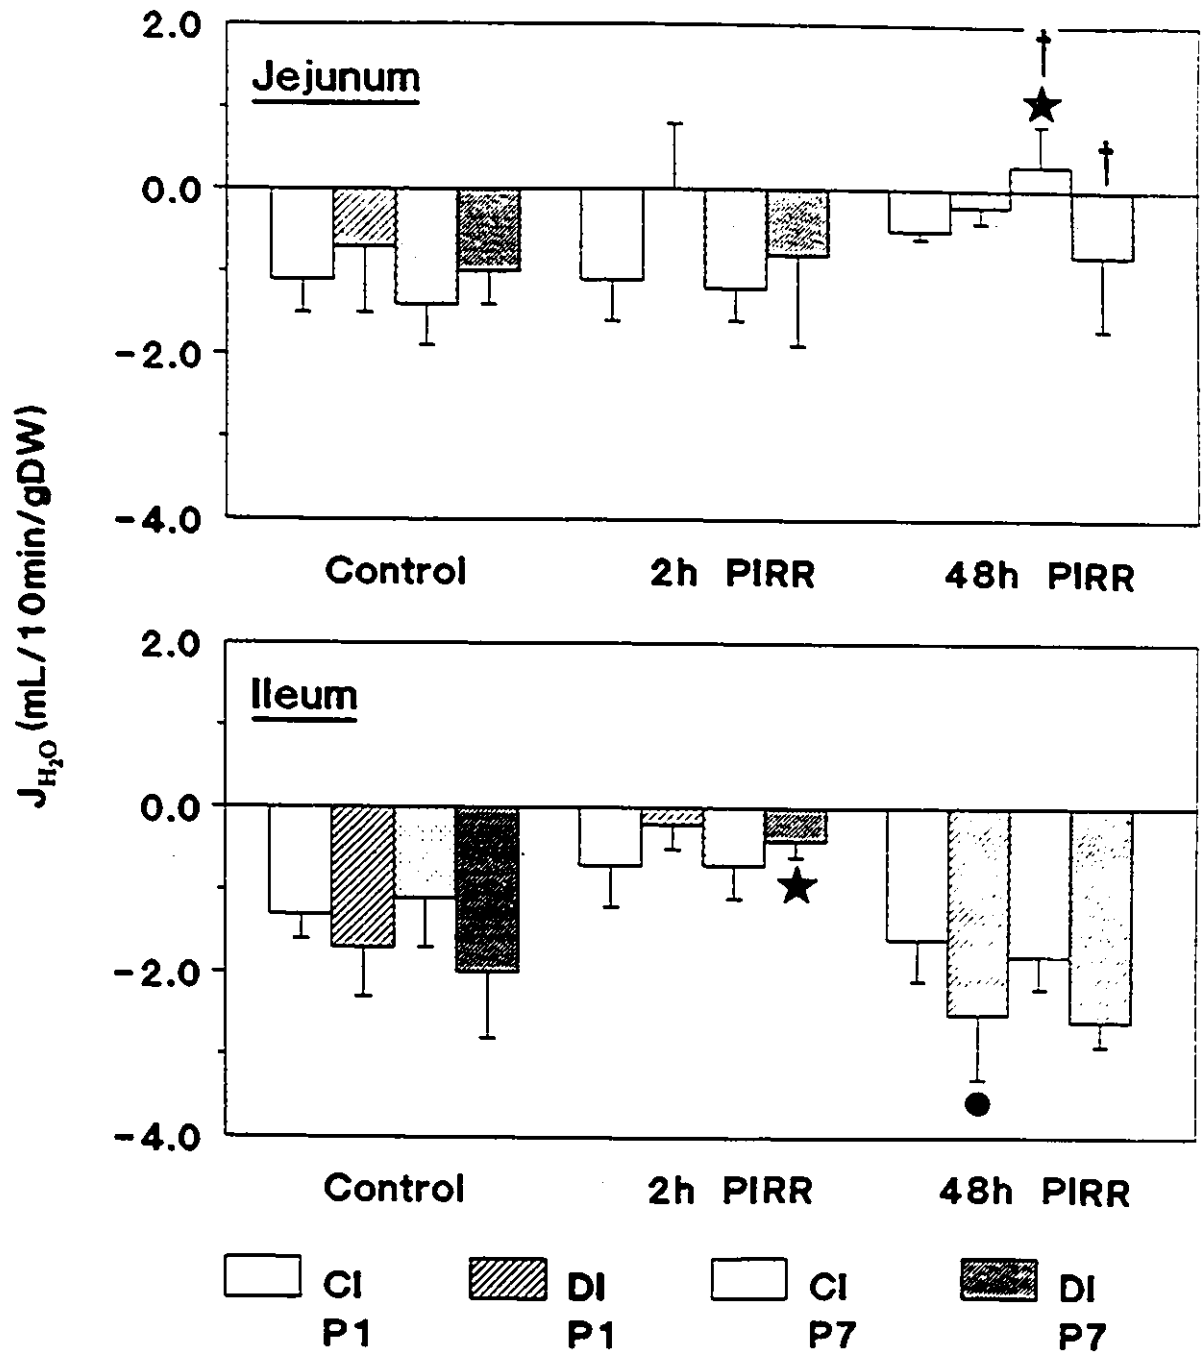 J H₂O (mL/10min/gDW)
2.0
Jejunum
†
★
†
0.0
-2.0
-4.0
Control 2h PIRR 48h PIRR
2.0
Ileum
0.0
★
-2.0
●
-4.0
Control 2h PIRR 48h PIRR
CI DI CI DI
P1 P1 P7 P7